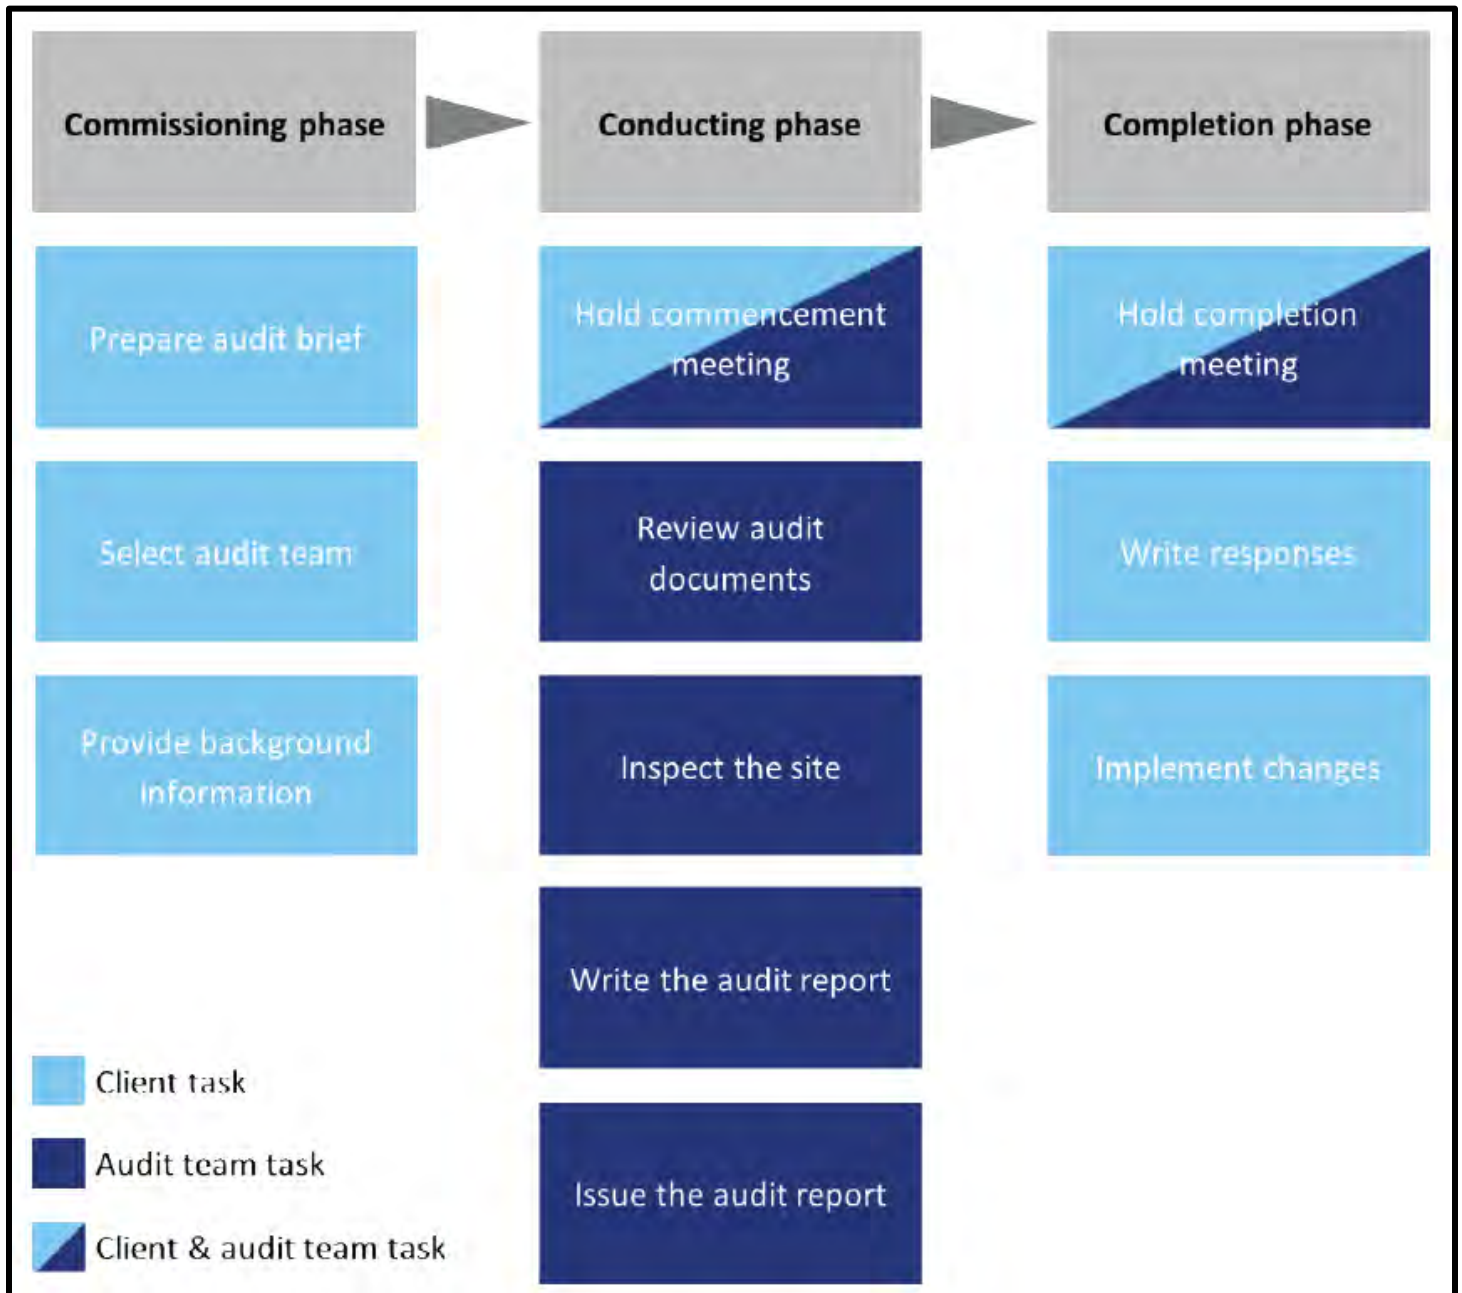 Commissioning phase
Conducting phase
Completion phase
Prepare audit brief
Select audit team
Provide background
information
Hold commencement
meeting
Review audit
documents
Inspect the site
Write the audit report
Issue the audit report
Hold completion
meeting
Write responses
Implement changes
Client task
Audit team task
Client & audit team task